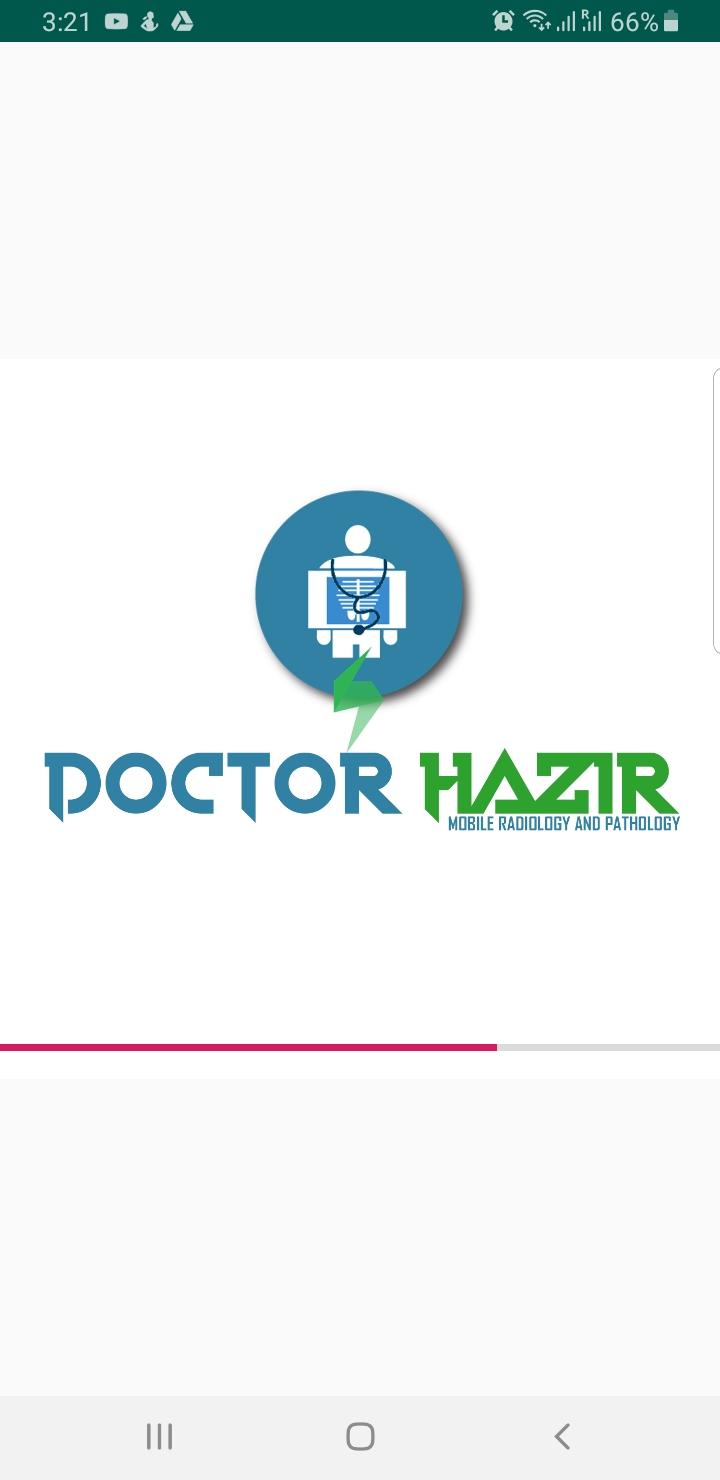 3:21
R
66%
DOCTOR HAZIR
MOBILE RADIOLOGY AND PATHOLOGY